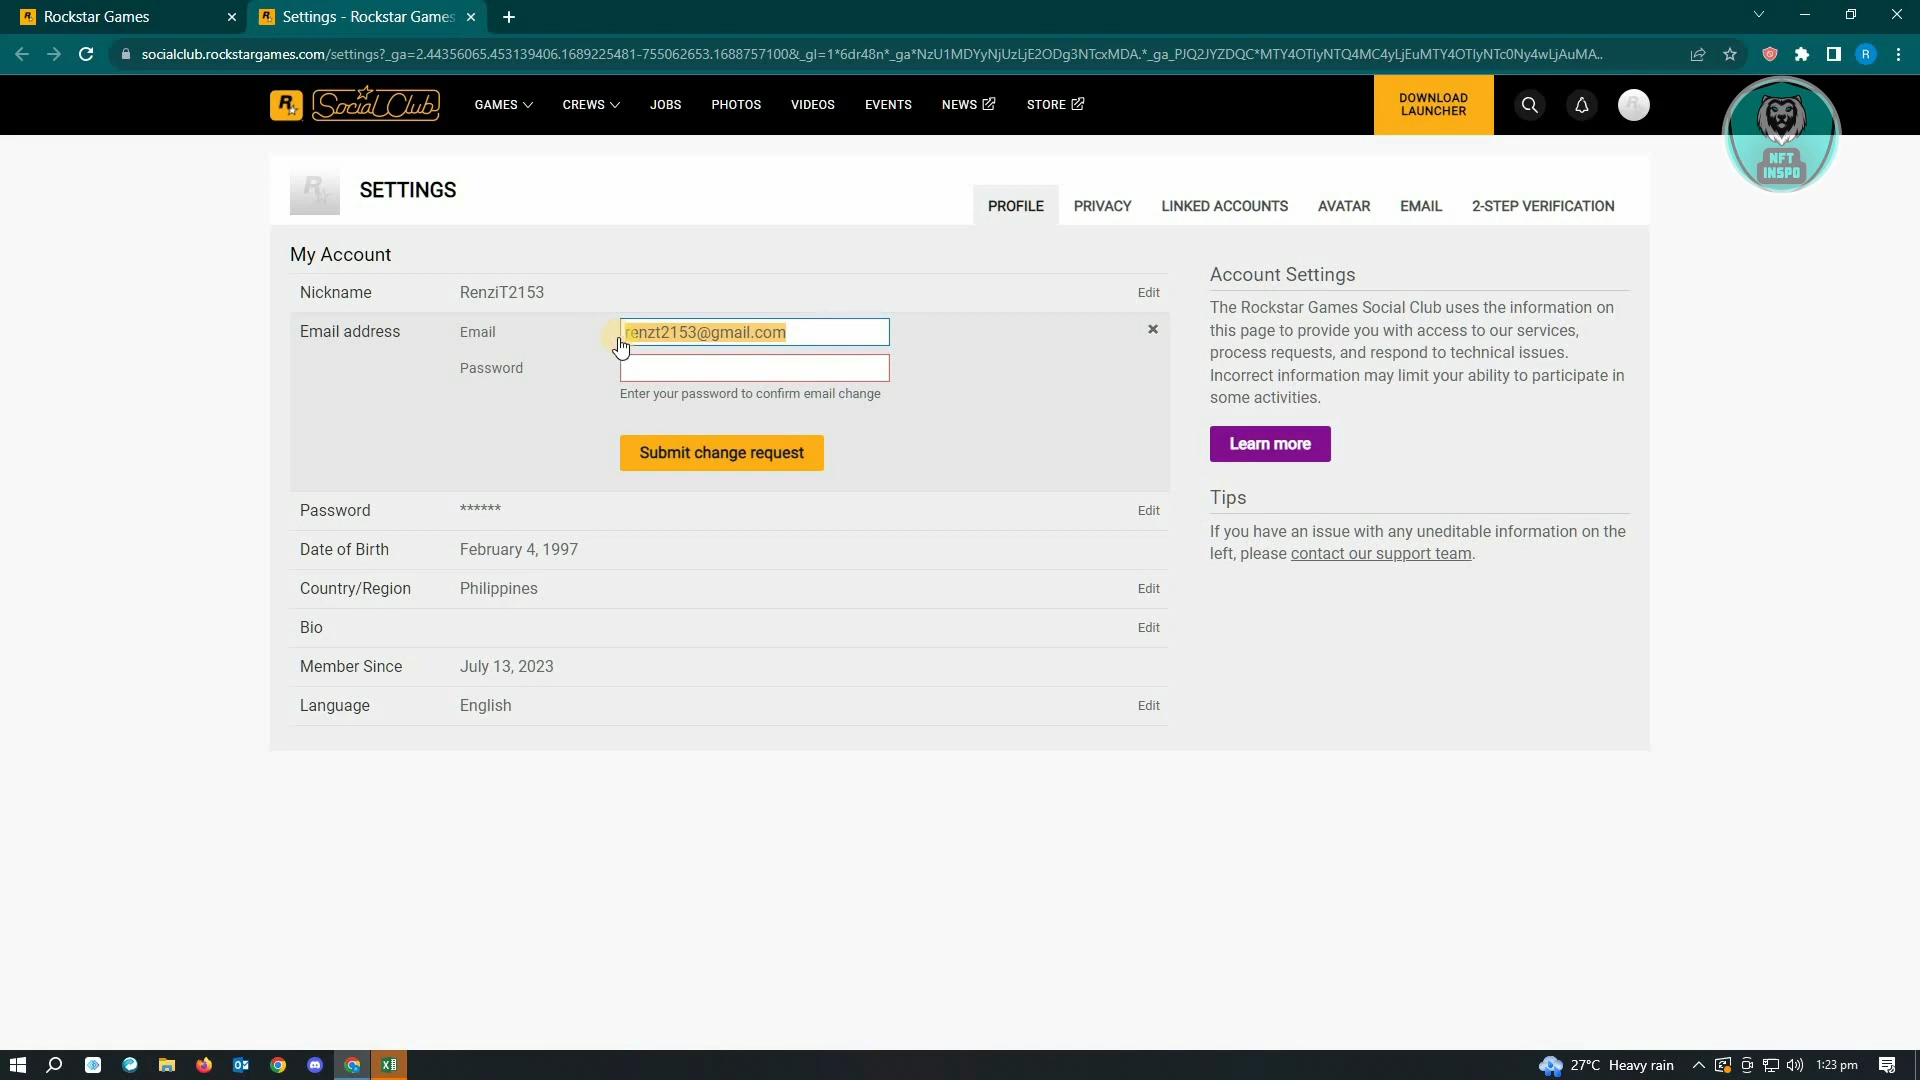 Rockstar Games
Settings - Rockstar Games
socialclub.rockstargames.com/settings?_ga=2.44356065.453139406.1689225481-755062653.1688757100&_gl=1*6dr48n*_ga*NzU1MDYyNjUzLjE2ODg3NTcxMDA.*_ga_PJQ2JYZDQC*MTY4OTIyNTQ4MC4yLjEuMTY4OTIyNTc0Ny4wLjAuMA..
R
Social Club
GAMES
CREWS
JOBS
PHOTOS
VIDEOS
EVENTS
NEWS
STORE
DOWNLOAD
LAUNCHER
NFT
INSPO
SETTINGS
PROFILE
PRIVACY
LINKED ACCOUNTS
AVATAR
EMAIL
2-STEP VERIFICATION
My Account
Nickname RenziT2153 Edit
Email address Email renzt2153@gmail.com
Password
Enter your password to confirm email change
Submit change request
Password ****** Edit
Date of Birth February 4, 1997
Country/Region Philippines Edit
Bio Edit
Member Since July 13, 2023
Language English Edit
Account Settings
The Rockstar Games Social Club uses the information on
this page to provide you with access to our services,
process requests, and respond to technical issues.
Incorrect information may limit your ability to participate in
some activities.
Learn more
Tips
If you have an issue with any uneditable information on the
left, please contact our support team.
27°C Heavy rain
1:23 pm